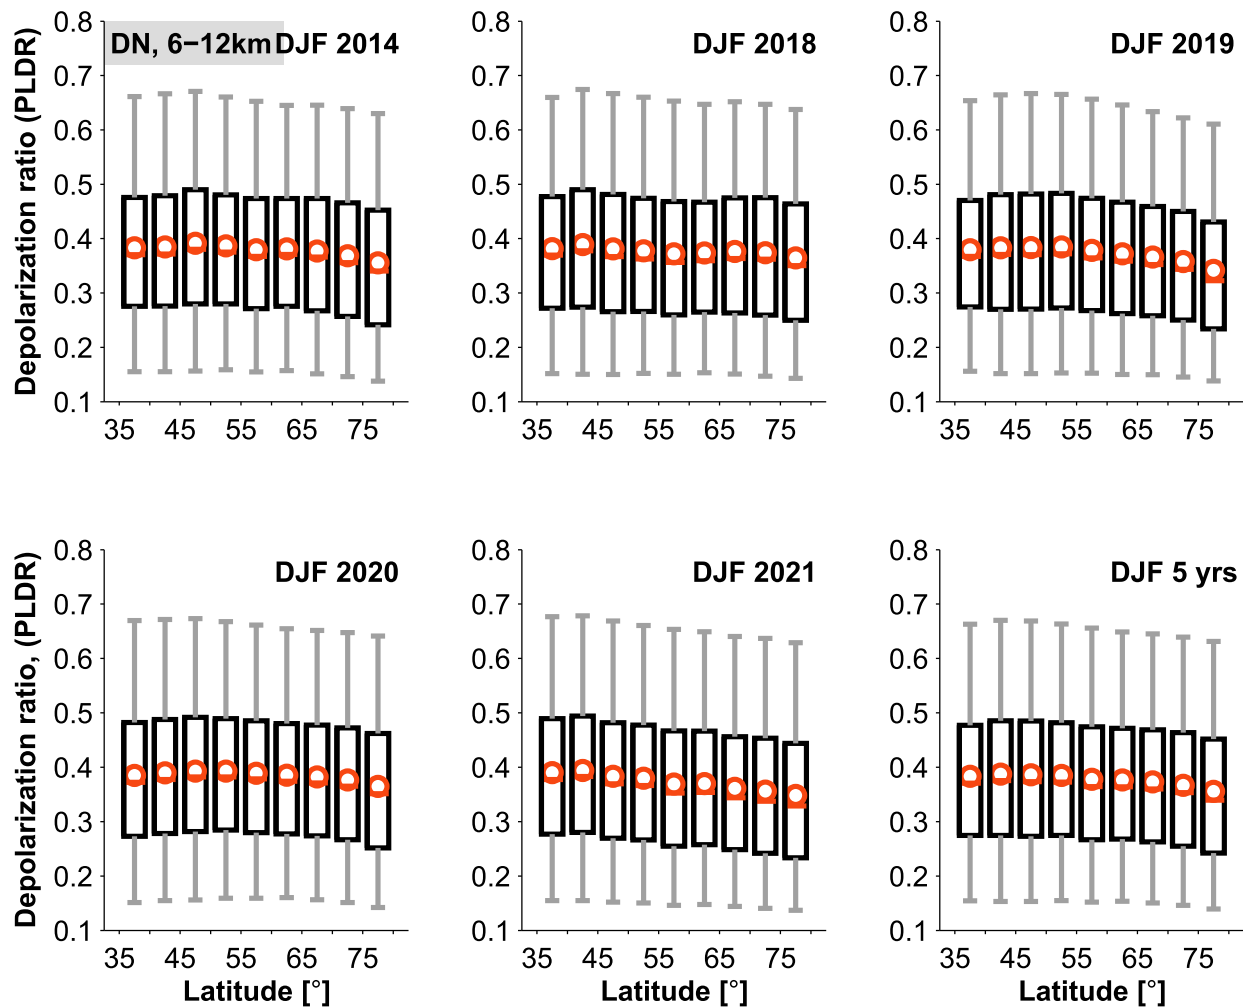 DN, 6−12km DJF 2014
Depolarization ratio (PLDR)
0.8
0.7
0.6
0.5
0.4
0.3
0.2
0.1
35 45 55 65 75
DJF 2018
0.8
0.7
0.6
0.5
0.4
0.3
0.2
0.1
35 45 55 65 75
DJF 2019
0.8
0.7
0.6
0.5
0.4
0.3
0.2
0.1
35 45 55 65 75
DJF 2020
Depolarization ratio, (PLDR)
0.8
0.7
0.6
0.5
0.4
0.3
0.2
0.1
35 45 55 65 75
Latitude [°]
DJF 2021
0.8
0.7
0.6
0.5
0.4
0.3
0.2
0.1
35 45 55 65 75
Latitude [°]
DJF 5 yrs
0.8
0.7
0.6
0.5
0.4
0.3
0.2
0.1
35 45 55 65 75
Latitude [°]